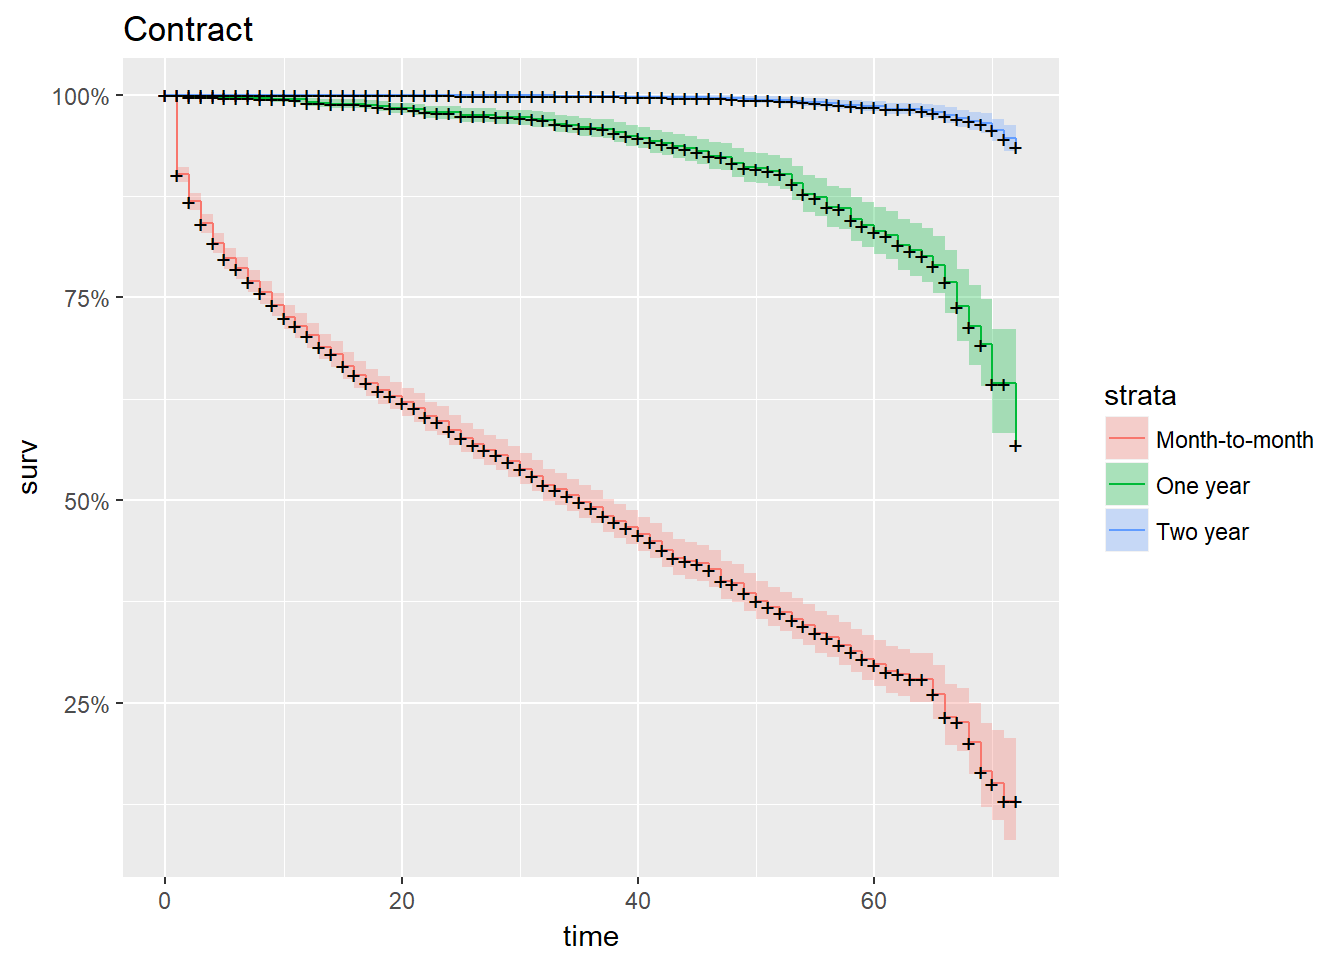 Contract
100%
75%
50%
25%
surv
0
20
40
60
time
strata
Month-to-month
One year
Two year